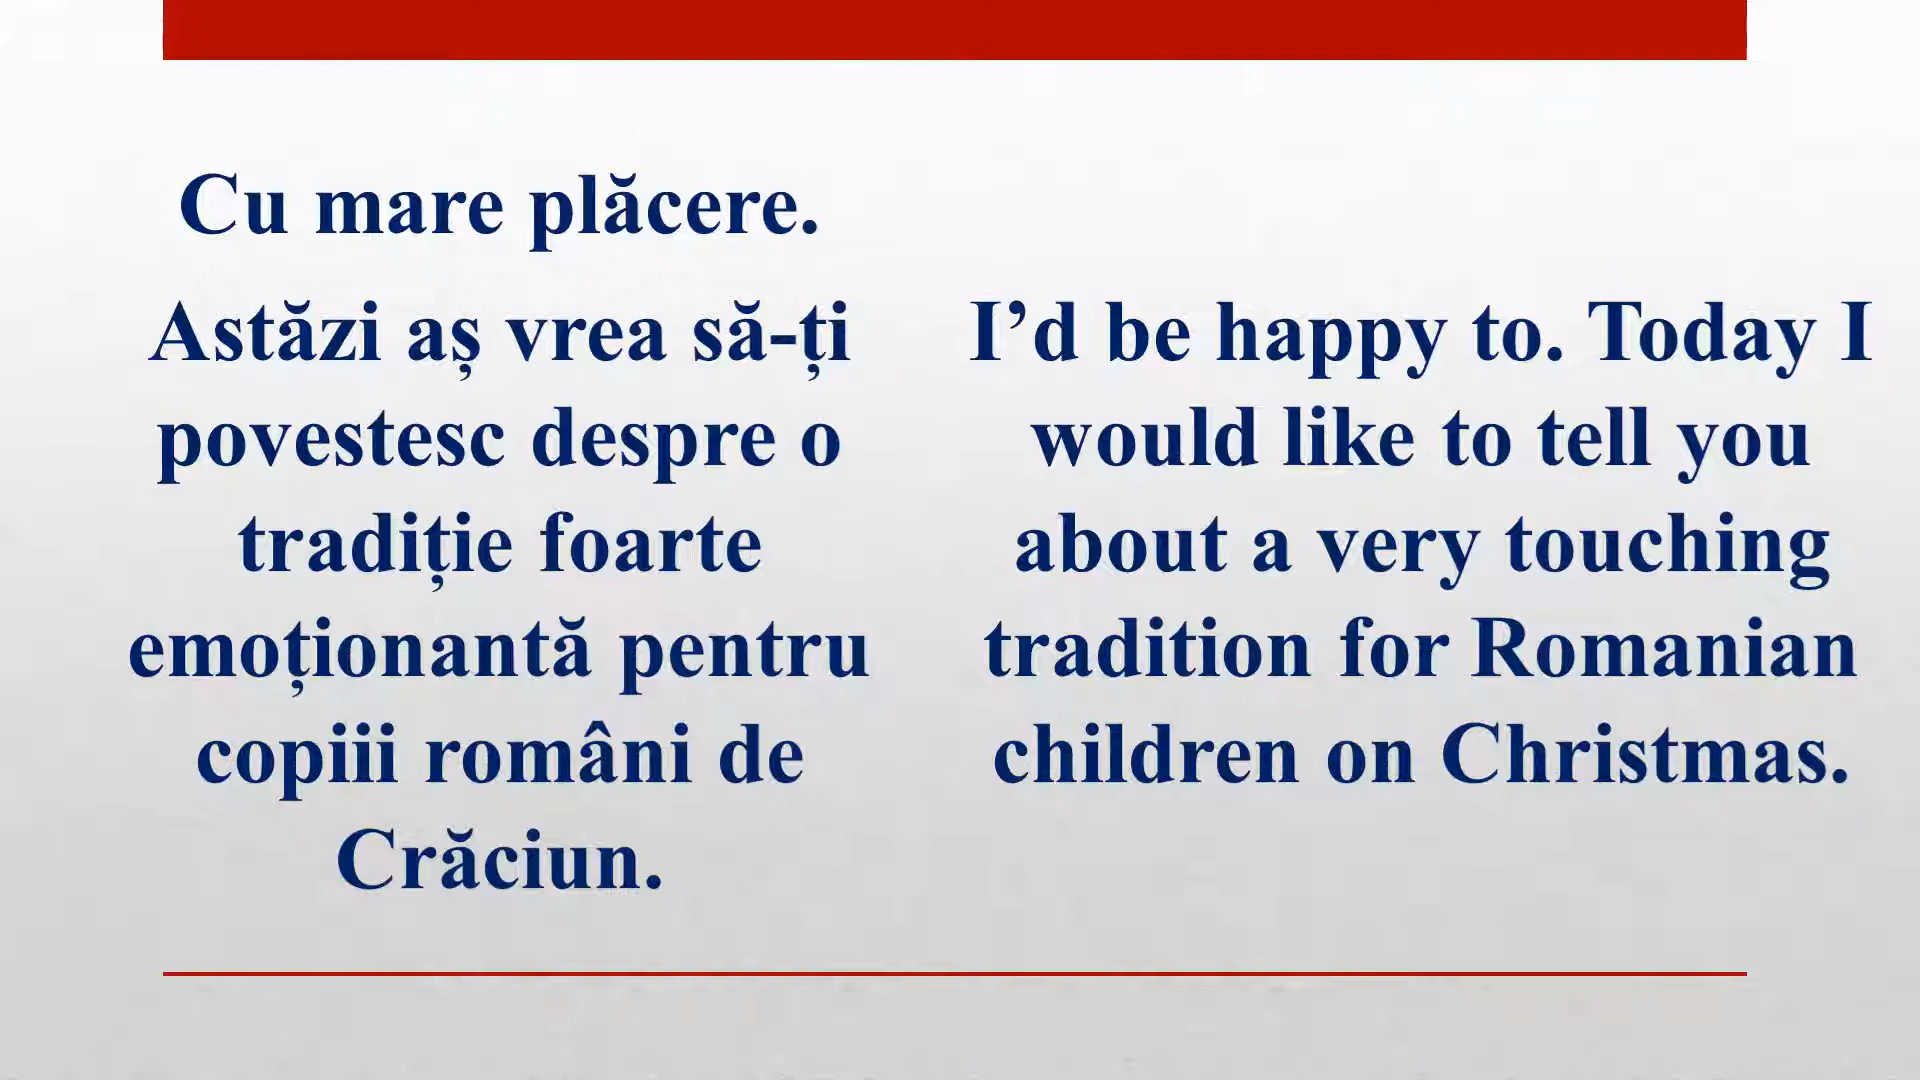 Cu mare plăcere.
Astăzi aș vrea să-ți
povestesc despre o
tradiție foarte
emoționantă pentru
copiii români de
Crăciun.
I’d be happy to. Today I
would like to tell you
about a very touching
tradition for Romanian
children on Christmas.